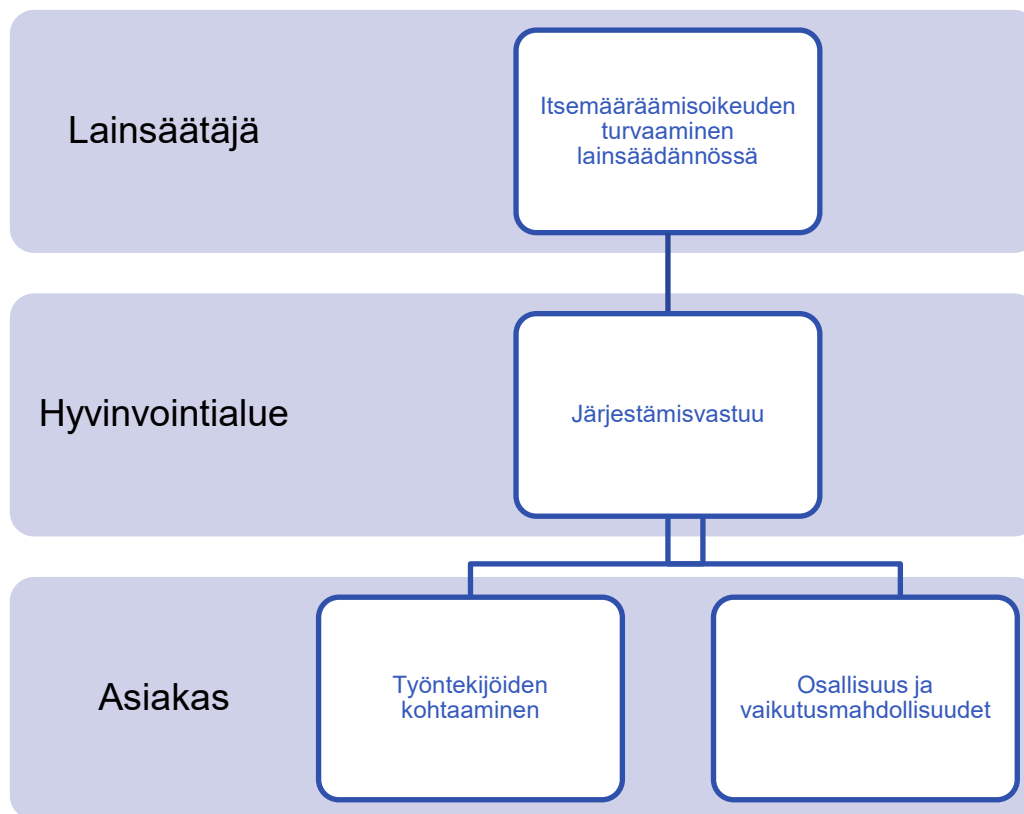 Lainsäätäjä
Itsemääräämisoikeuden
turvaaminen
lainsäädännössä
Hyvinvointialue
Järjestämisvastuu
Asiakas
Työntekijöiden
kohtaaminen
Osallisuus ja
vaikutusmahdollisuudet